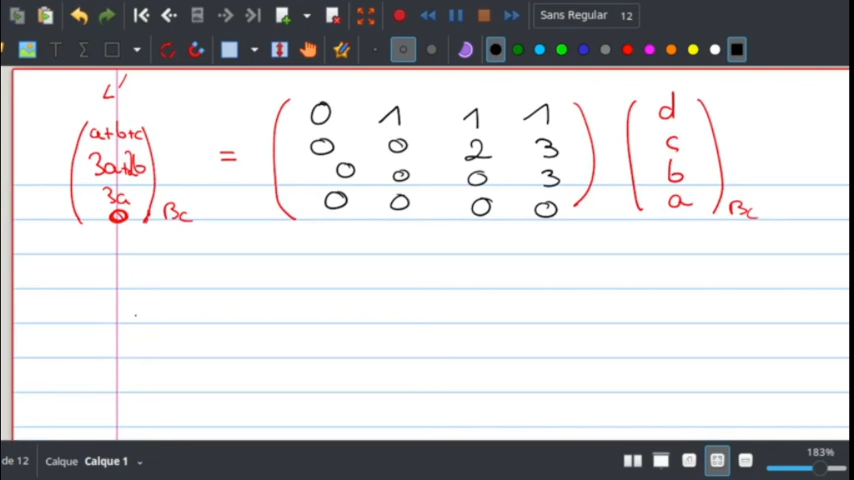 Sans Regular 12
L'
( a+b+c ) = ( 0 1 1 1 ) ( d )
( 3a+2b ) ( 0 0 2 3 ) ( c )
( 3a ) ( 0 0 0 3 ) ( b )
( 0 ) Bc ( 0 0 0 0 ) ( a ) Bc
de 12 Calque Calque 1 183%